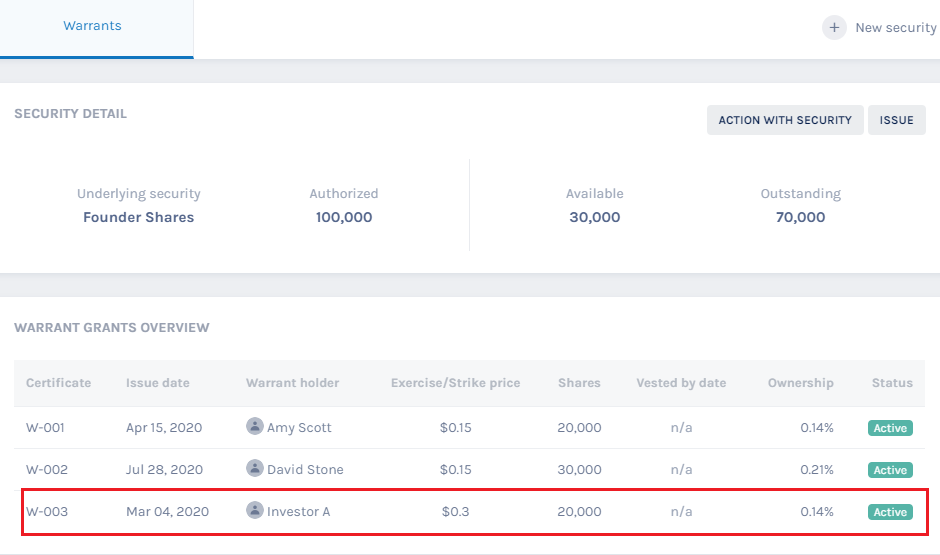 Warrants
+ New security
SECURITY DETAIL
ACTION WITH SECURITY ISSUE
Underlying security Authorized Available Outstanding
Founder Shares 100,000 30,000 70,000
WARRANT GRANTS OVERVIEW
Certificate Issue date Warrant holder Exercise/Strike price Shares Vested by date Ownership Status
W-001 Apr 15, 2020 Amy Scott $0.15 20,000 n/a 0.14% Active
W-002 Jul 28, 2020 David Stone $0.15 30,000 n/a 0.21% Active
W-003 Mar 04, 2020 Investor A $0.3 20,000 n/a 0.14% Active